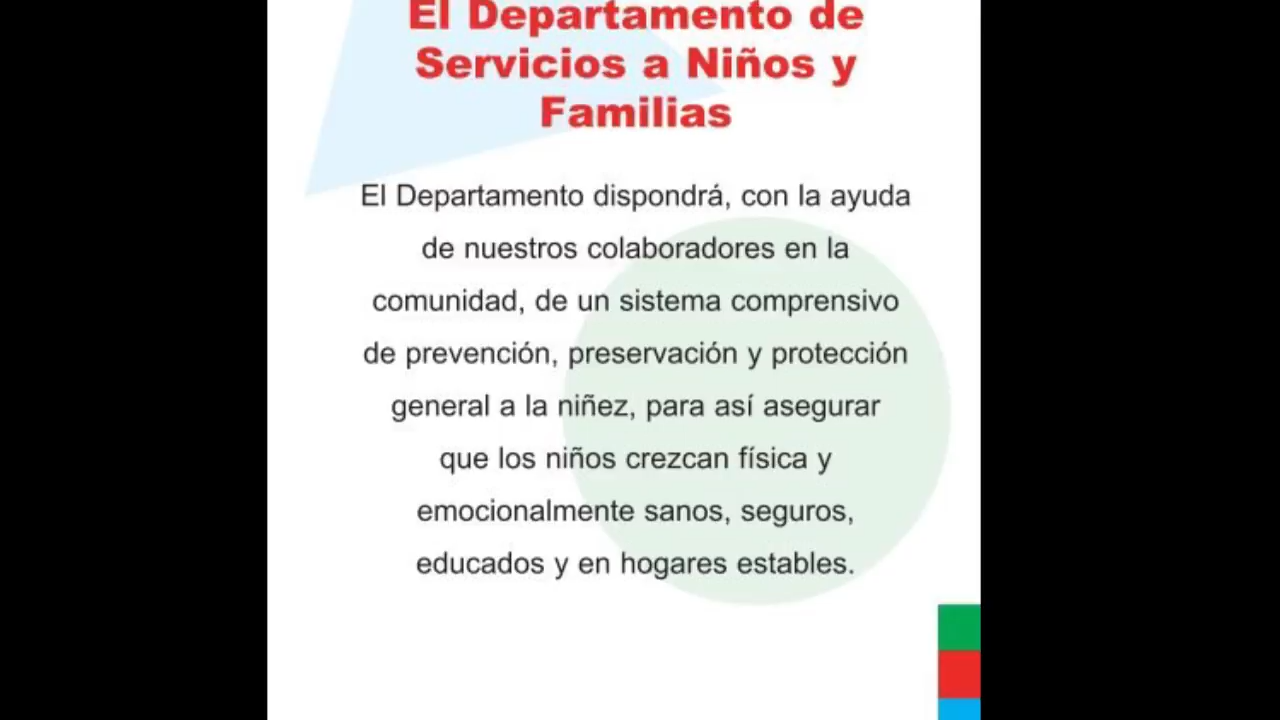 El Departamento de
Servicios a Niños y
Familias
El Departamento dispondrá, con la ayuda
de nuestros colaboradores en la
comunidad, de un sistema comprensivo
de prevención, preservación y protección
general a la niñez, para así asegurar
que los niños crezcan física y
emocionalmente sanos, seguros,
educados y en hogares estables.